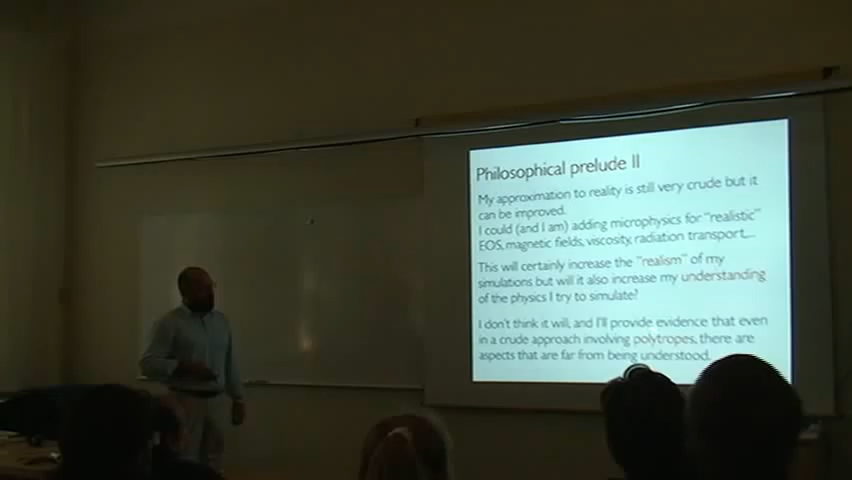 Philosophical prelude II
My approximation to reality is still very crude but it
can be improved.
I could (and I am) adding microphysics for "realistic"
EOS, magnetic fields, viscosity, radiation transport,...
This will certainly increase the "realism" of my
simulations but will it also increase my understanding
of the physics I try to simulate?
I don't think it will, and I'll provide evidence that even
in a crude approach involving polytropes, there are
aspects that are far from being understood.